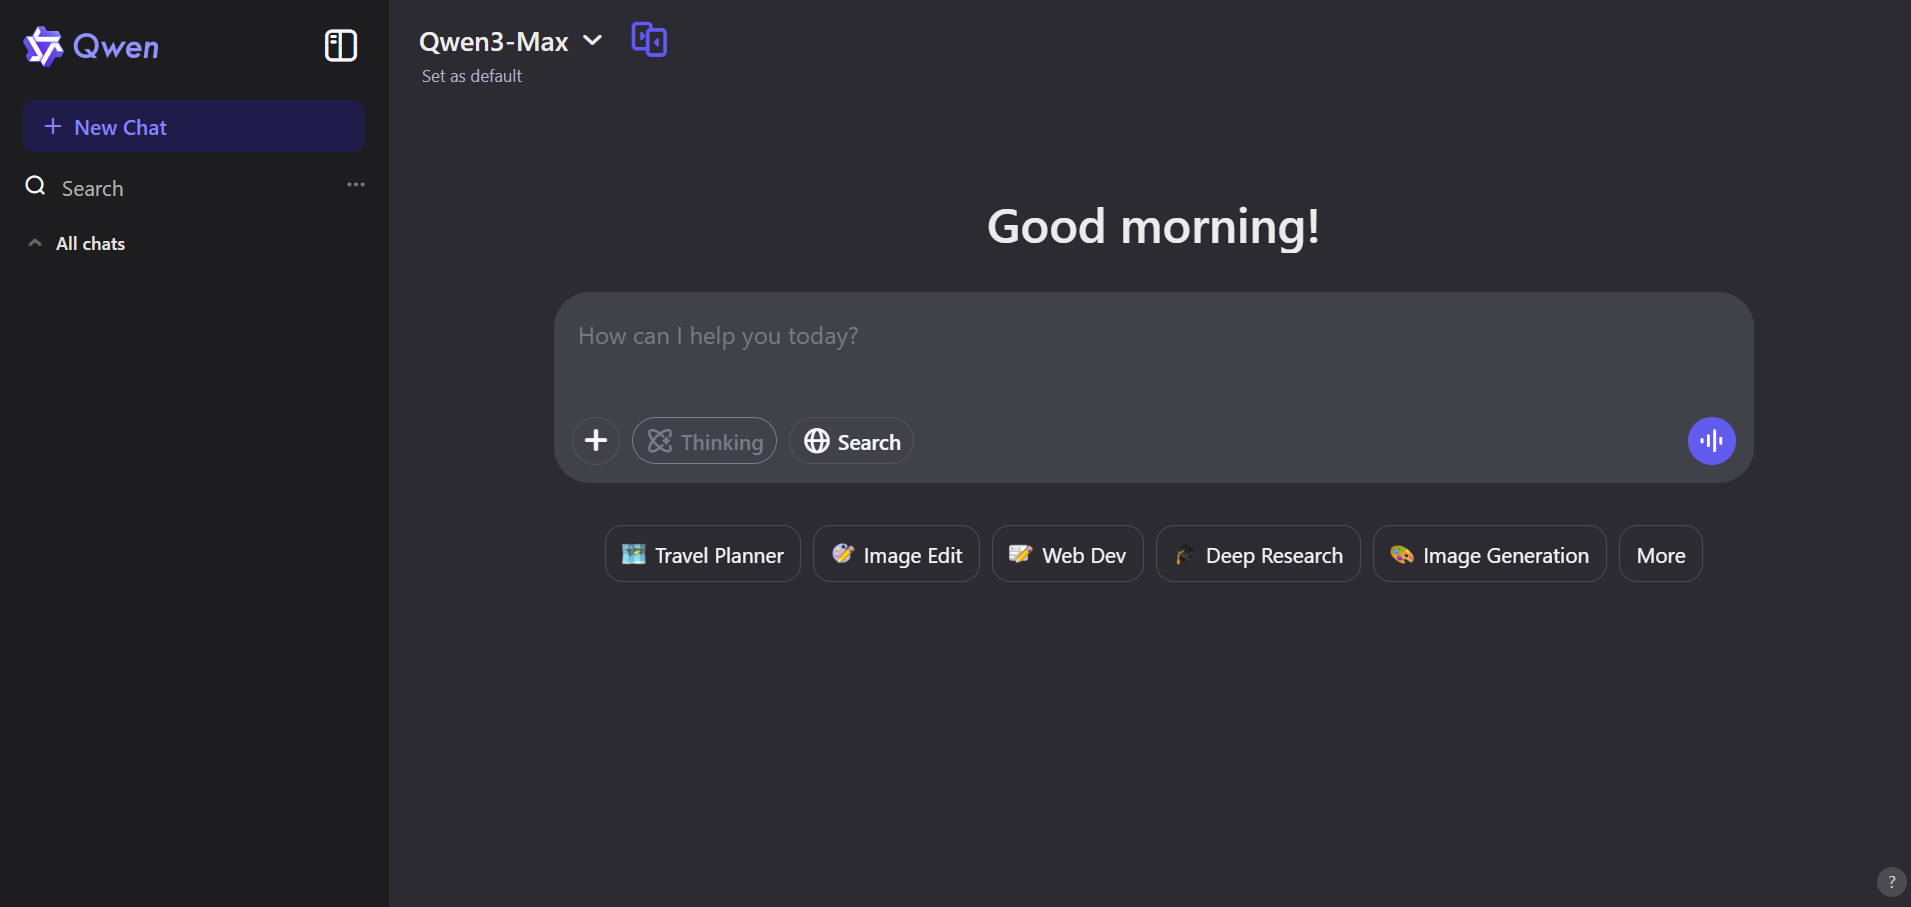 Qwen
New Chat
Search
All chats
Qwen3-Max
Set as default
Good morning!
How can I help you today?
Thinking Search
Travel Planner Image Edit Web Dev Deep Research Image Generation More
?